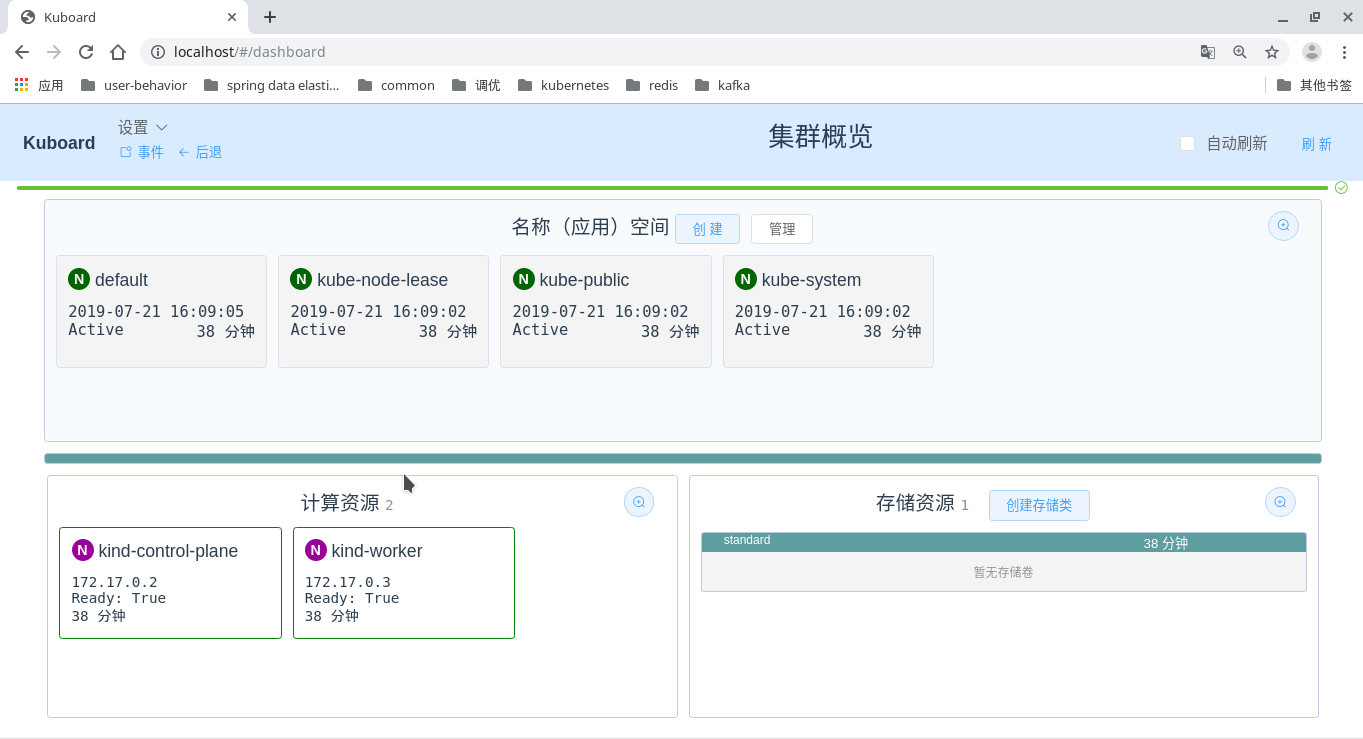 Kuboard
localhost/#/dashboard
应用 user-behavior spring data elasti... common 调优 kubernetes redis kafka 其他书签
Kuboard 设置 集群概览 自动刷新 刷 新
事件 后退
名称（应用）空间 创 建 管理
N default
2019-07-21 16:09:05
Active 38 分钟
N kube-node-lease
2019-07-21 16:09:02
Active 38 分钟
N kube-public
2019-07-21 16:09:02
Active 38 分钟
N kube-system
2019-07-21 16:09:02
Active 38 分钟
计算资源 2
N kind-control-plane
172.17.0.2
Ready: True
38 分钟
N kind-worker
172.17.0.3
Ready: True
38 分钟
存储资源 1 创建存储类
standard 38 分钟
暂无存储卷